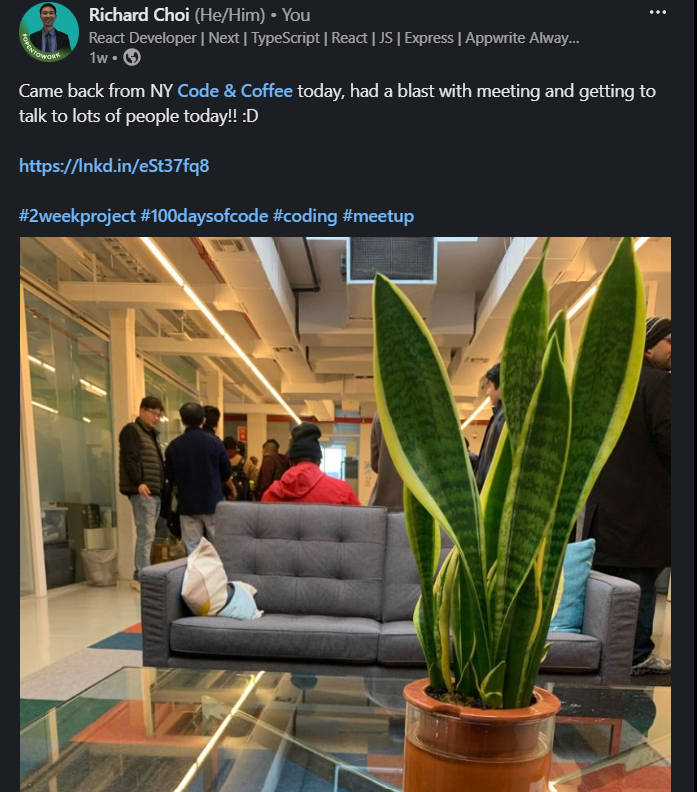 Richard Choi (He/Him) • You
React Developer | Next | TypeScript | React | JS | Express | Appwrite Alway...
1w •
Came back from NY Code & Coffee today, had a blast with meeting and getting to
talk to lots of people today!! :D
https://lnkd.in/eSt37fq8
#2weekproject #100daysofcode #coding #meetup
#OPENTOWORK